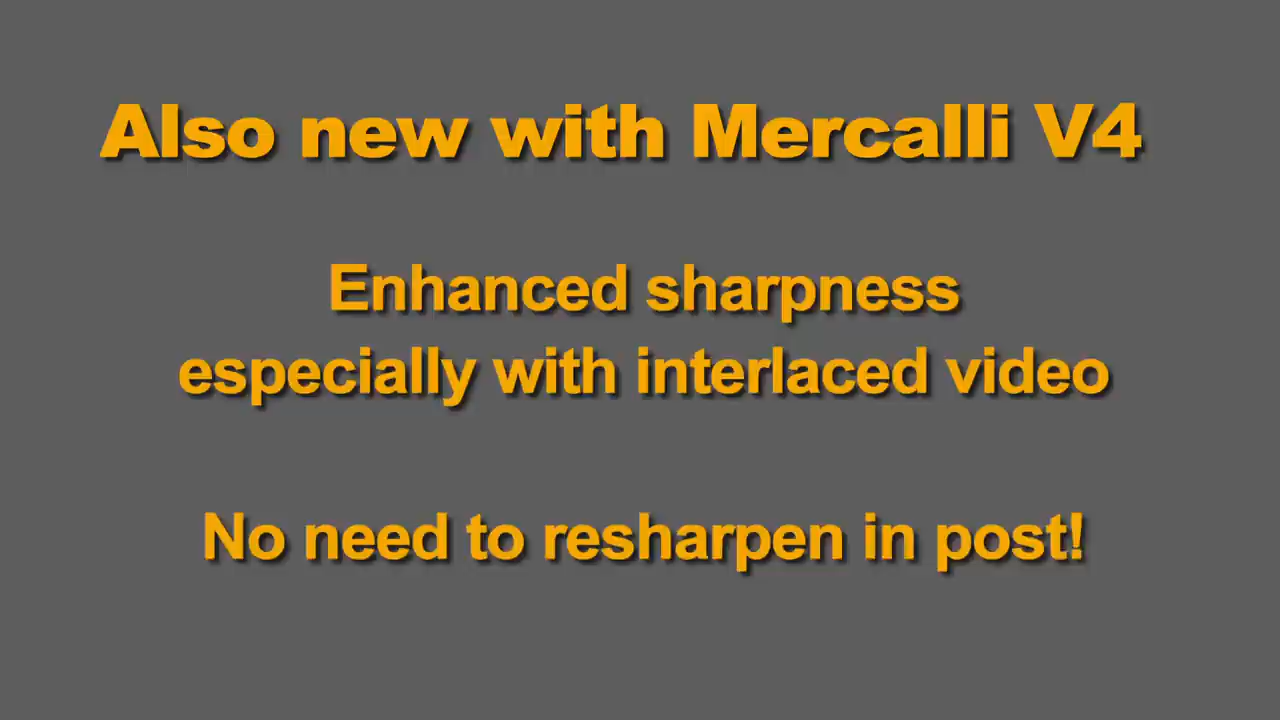 Also new with Mercalli V4
Enhanced sharpness
especially with interlaced video
No need to resharpen in post!